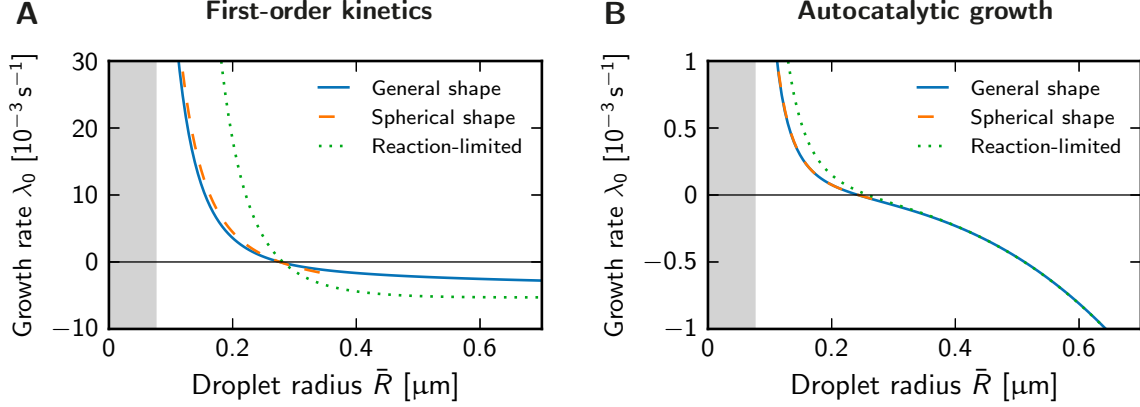 A
First-order kinetics
Growth rate λ₀ [10⁻³ s⁻¹]
30
20
10
0
−10
General shape
Spherical shape
Reaction-limited
0
0.2
0.4
0.6
Droplet radius R̄ [μm]
B
Autocatalytic growth
Growth rate λ₀ [10⁻³ s⁻¹]
1
0.5
0
−0.5
−1
General shape
Spherical shape
Reaction-limited
0
0.2
0.4
0.6
Droplet radius R̄ [μm]